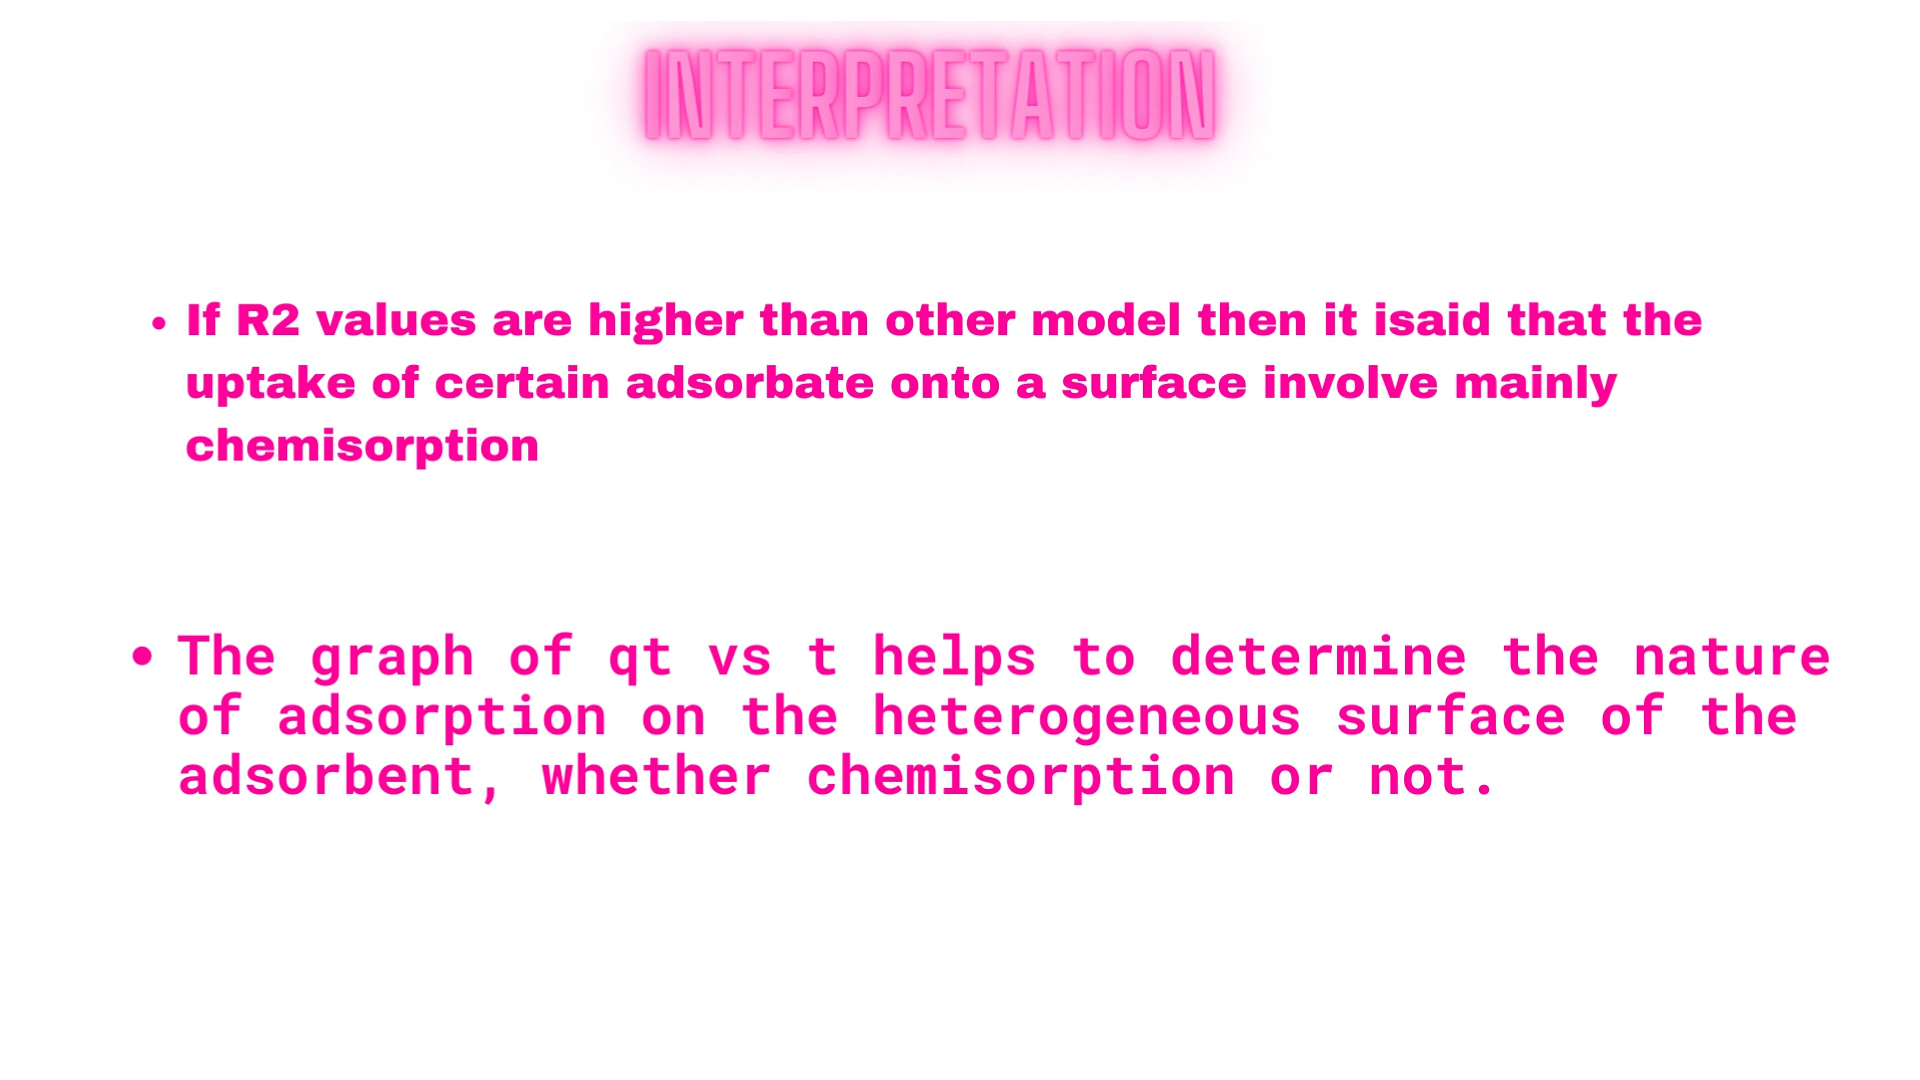 INTERPRETATION
• If R2 values are higher than other model then it isaid that the
uptake of certain adsorbate onto a surface involve mainly
chemisorption
• The graph of qt vs t helps to determine the nature
of adsorption on the heterogeneous surface of the
adsorbent, whether chemisorption or not.